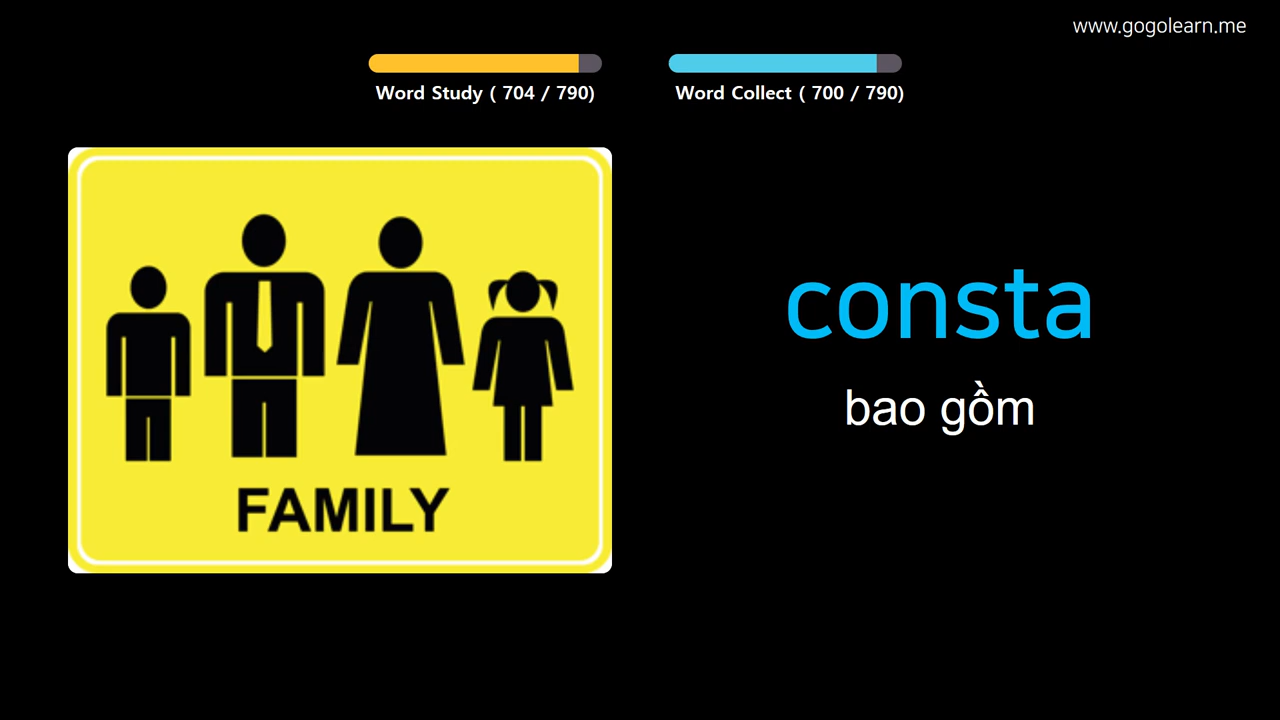 www.gogolearn.me
Word Study ( 704 / 790)
Word Collect ( 700 / 790)
consta
bao gồm
FAMILY